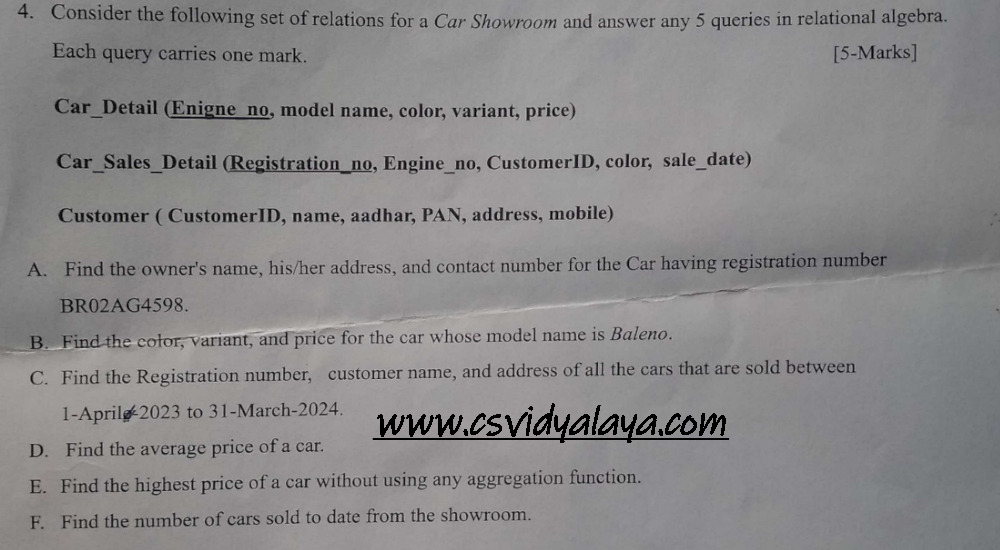 4. Consider the following set of relations for a Car Showroom and answer any 5 queries in relational algebra.
Each query carries one mark. [5-Marks]
Car_Detail (Enigne_no, model name, color, variant, price)
Car_Sales_Detail (Registration_no, Engine_no, CustomerID, color, sale_date)
Customer ( CustomerID, name, aadhar, PAN, address, mobile)
A. Find the owner's name, his/her address, and contact number for the Car having registration number
BR02AG4598.
B. Find the color, variant, and price for the car whose model name is Baleno.
C. Find the Registration number, customer name, and address of all the cars that are sold between
1-April-2023 to 31-March-2024.
www.csvidyalaya.com
D. Find the average price of a car.
E. Find the highest price of a car without using any aggregation function.
F. Find the number of cars sold to date from the showroom.